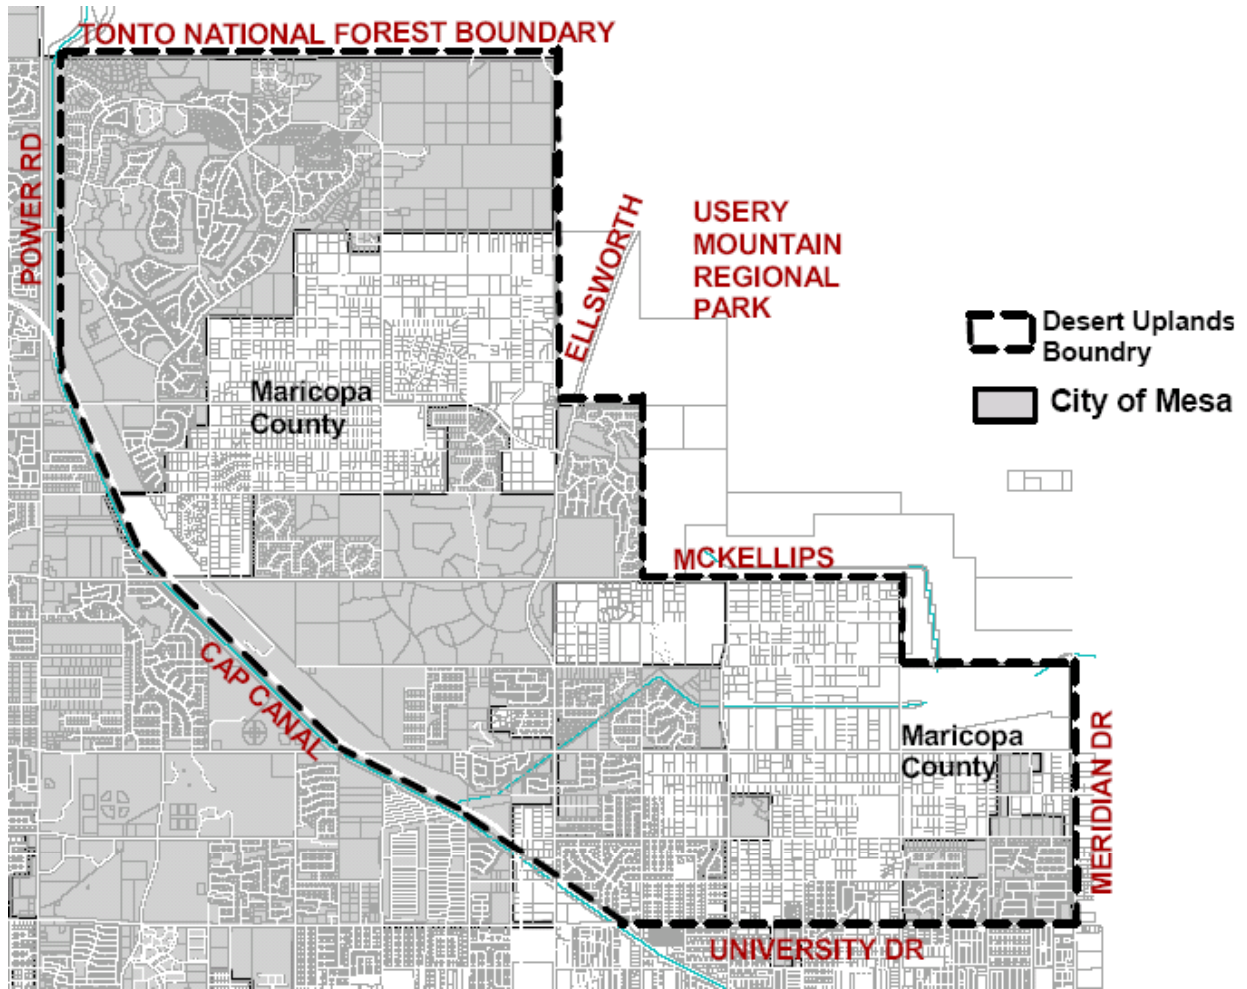 TONTO NATIONAL FOREST BOUNDARY
POWER RD
ELLSWORTH
USERY
MOUNTAIN
REGIONAL
PARK
Desert Uplands
Boundry
City of Mesa
Maricopa
County
MCKELLIPS
CAP CANAL
Maricopa
County
MERIDIAN DR
UNIVERSITY DR